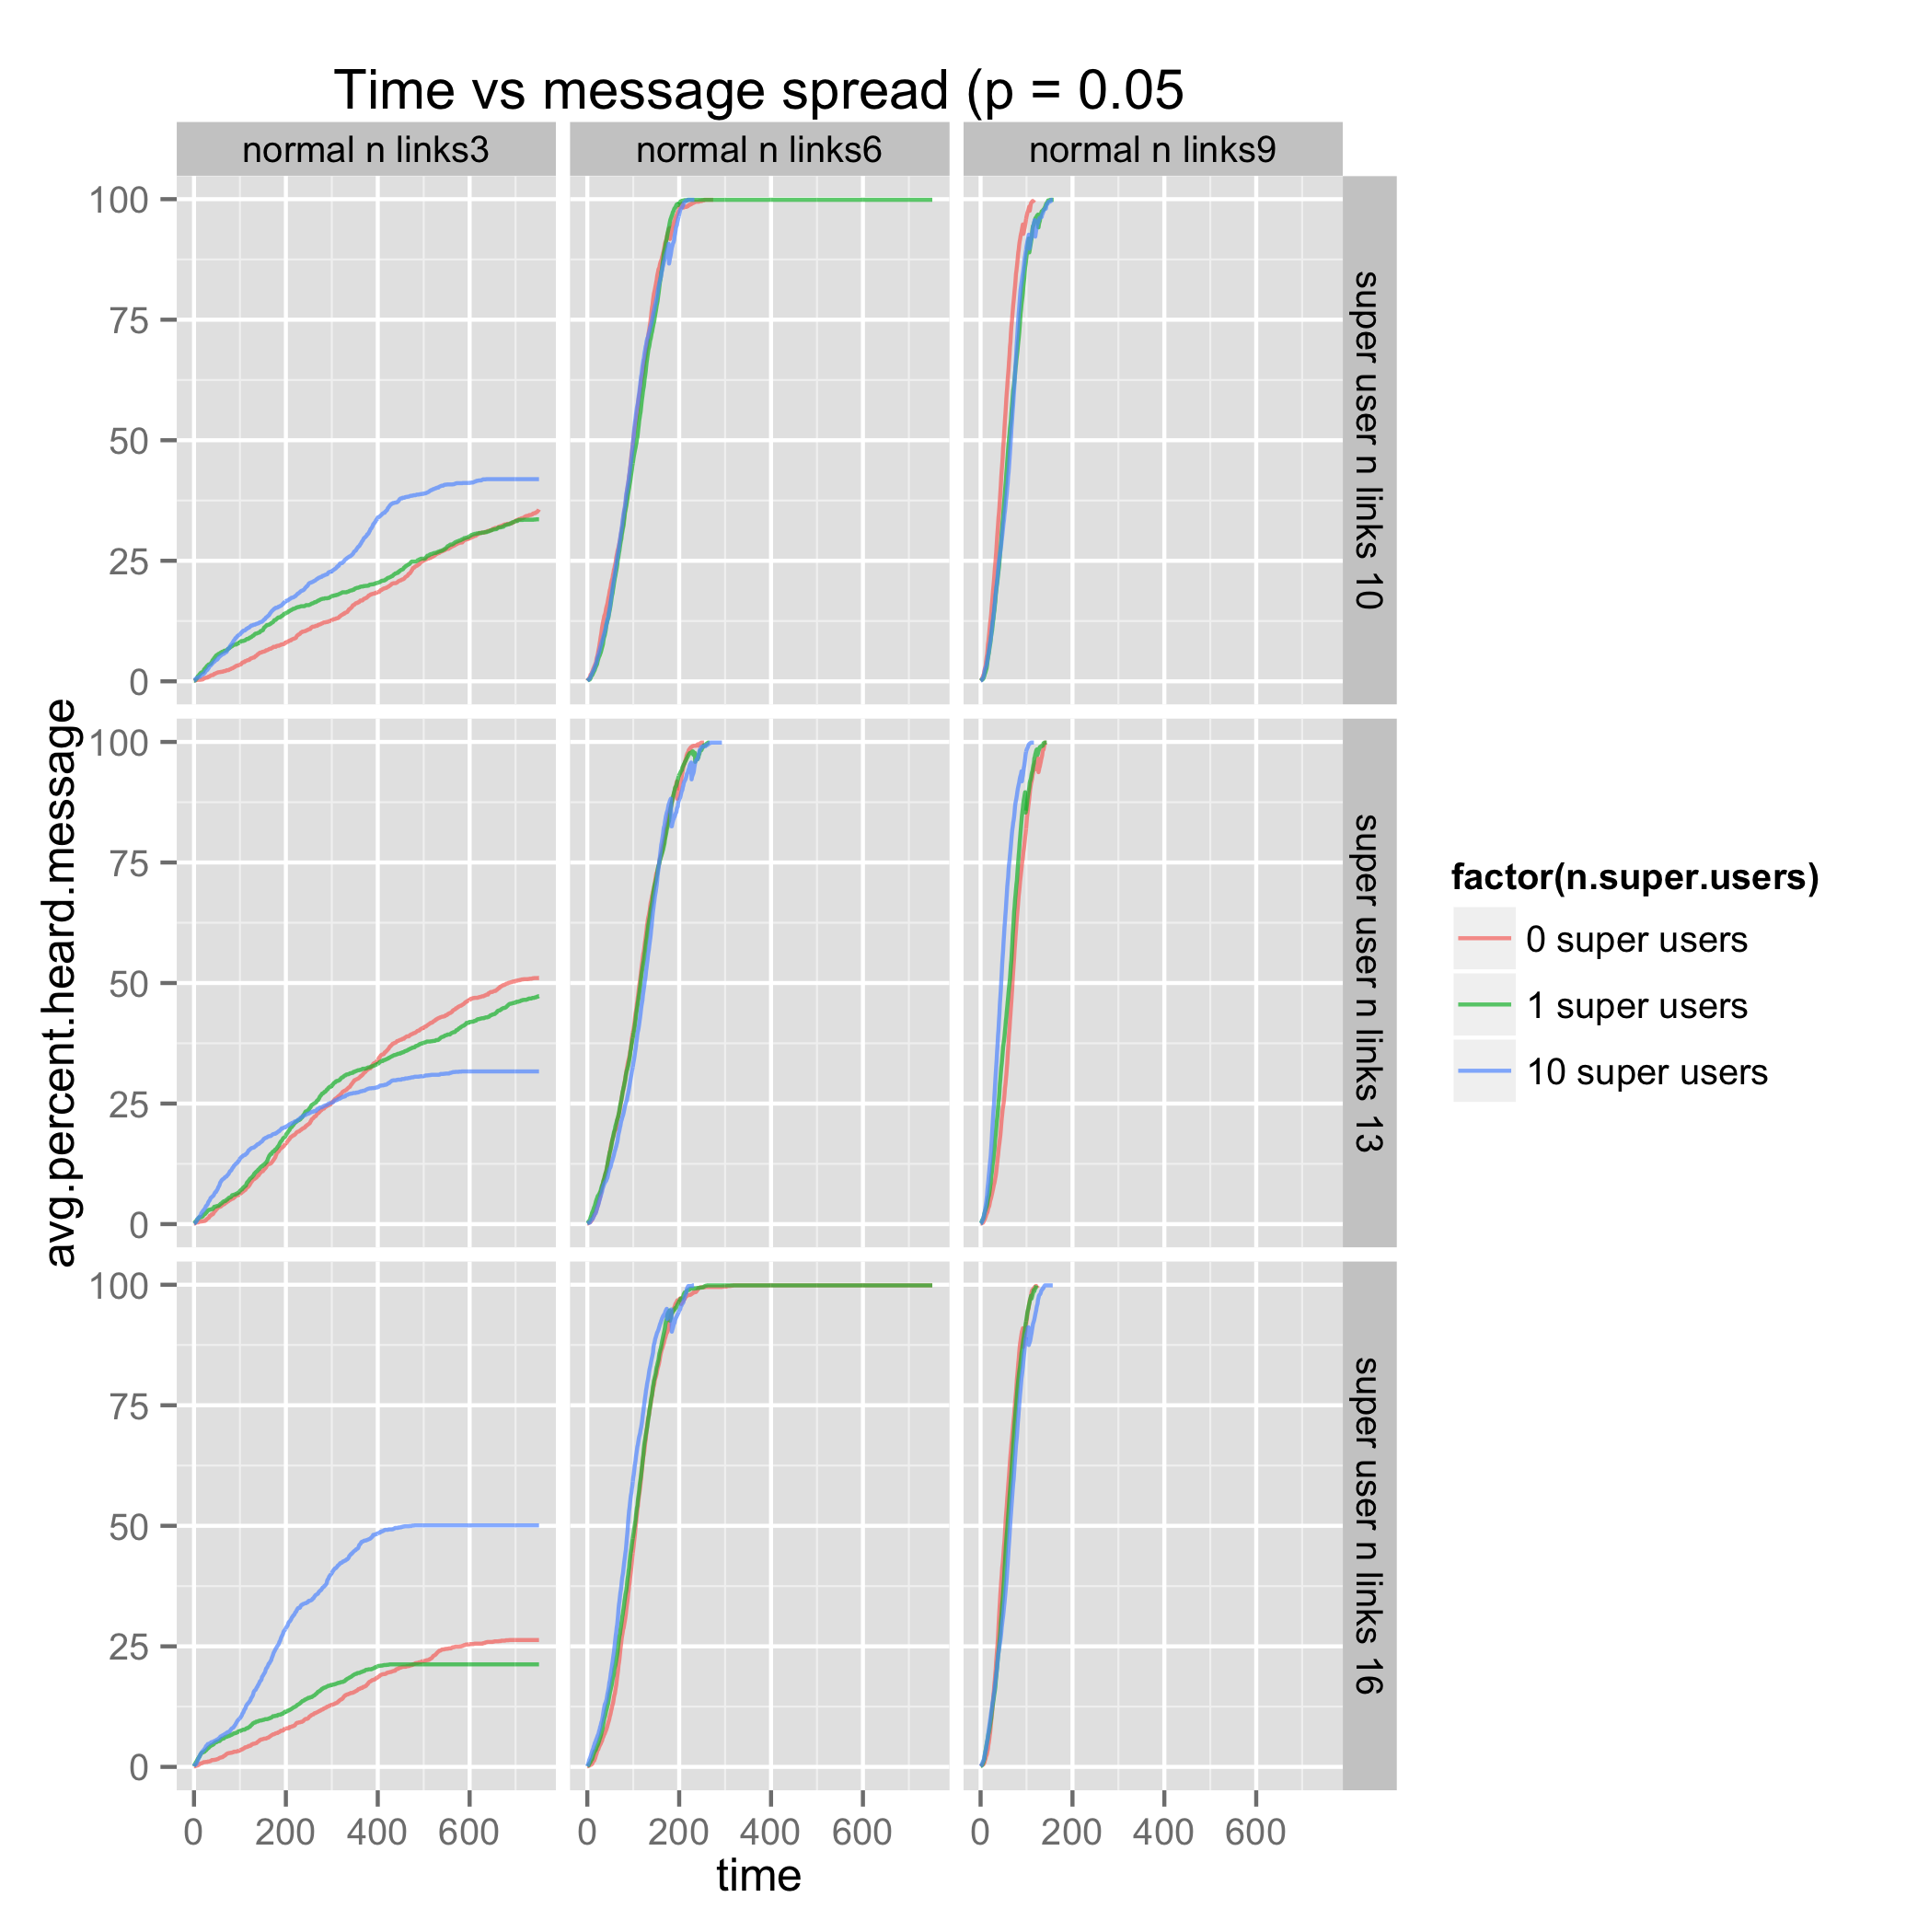 Time vs message spread (p = 0.05
normal n links3
normal n links6
normal n links9
100
75
50
25
0
super user n links 10
100
75
50
25
0
super user n links 13
100
75
50
25
0
super user n links 16
avg.percent.heard.message
0 200 400 600
0 200 400 600
0 200 400 600
time
factor(n.super.users)
0 super users
1 super users
10 super users